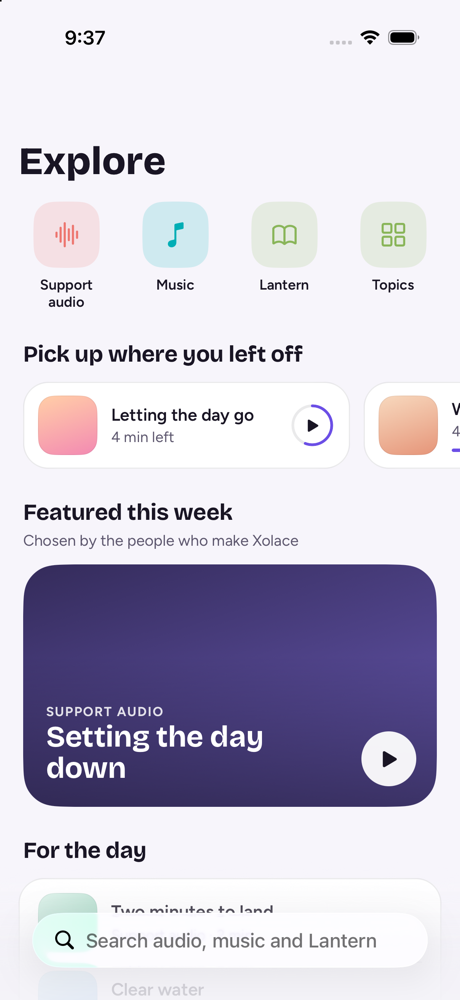 9:37
Explore
Support
audio
Music
Lantern
Topics
Pick up where you left off
Letting the day go
4 min left
Featured this week
Chosen by the people who make Xolace
SUPPORT AUDIO
Setting the day
down
For the day
Two minutes to land
Search audio, music and Lantern
Clear water